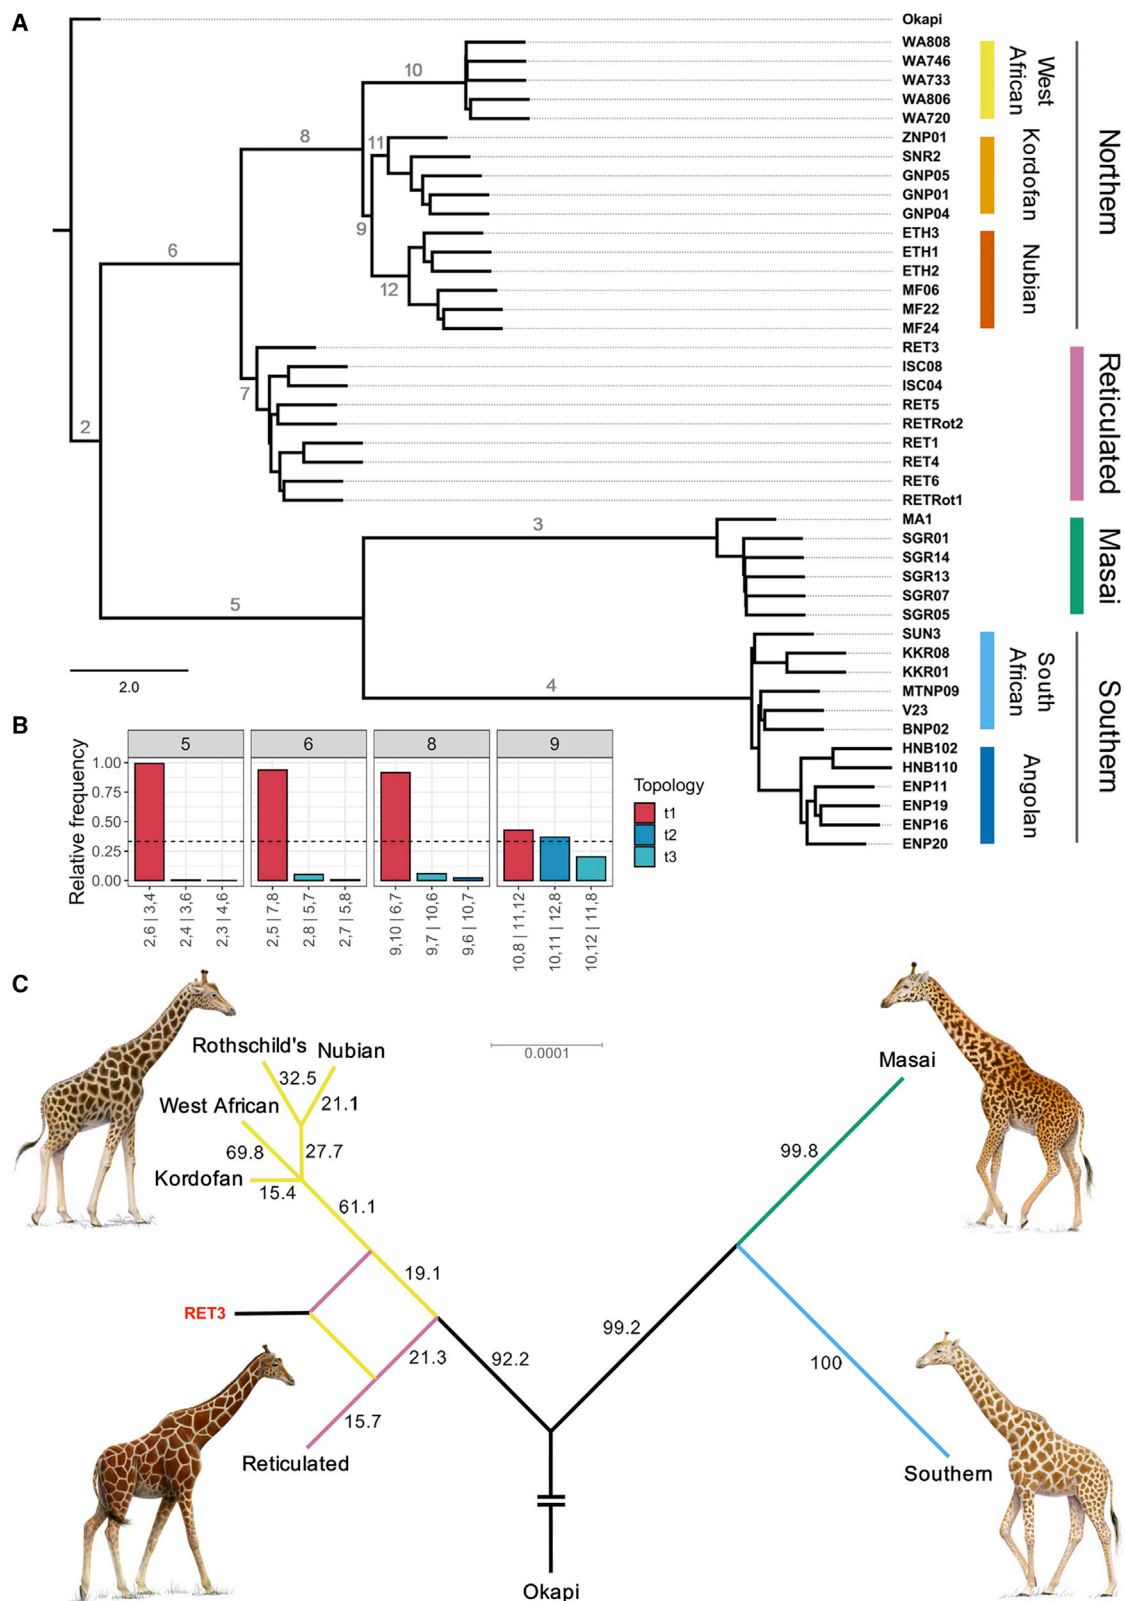 A
Okapi
WA808
WA746
WA733
WA806
WA720
ZNP01
SNR2
GNP05
GNP01
GNP04
ETH3
ETH1
ETH2
MF06
MF22
MF24
RET3
ISC08
ISC04
RET5
RETRot2
RET1
RET4
RET6
RETRot1
MA1
SGR01
SGR14
SGR13
SGR07
SGR05
SUN3
KKR08
KKR01
MTNP09
V23
BNP02
HNB102
HNB110
ENP11
ENP19
ENP16
ENP20
West
African
Kordofan
Nubian
South
African
Angolan
Northern
Reticulated
Masai
Southern
10
8
11
9
12
6
7
2
3
5
4
2.0
B
Relative frequency
1.00
0.75
0.50
0.25
0.00
5
6
8
9
2,6 | 3,4
2,4 | 3,6
2,3 | 4,6
2,5 | 7,8
2,8 | 5,7
2,7 | 5,8
9,10 | 6,7
9,7 | 10,6
9,6 | 10,7
10,8 | 11,12
10,11 | 12,8
10,12 | 11,8
Topology
t1
t2
t3
C
Rothschild's
Nubian
32.5
21.1
West African
69.8
27.7
Kordofan
15.4
61.1
19.1
RET3
21.3
92.2
15.7
Reticulated
0.0001
Masai
99.8
99.2
100
Southern
Okapi